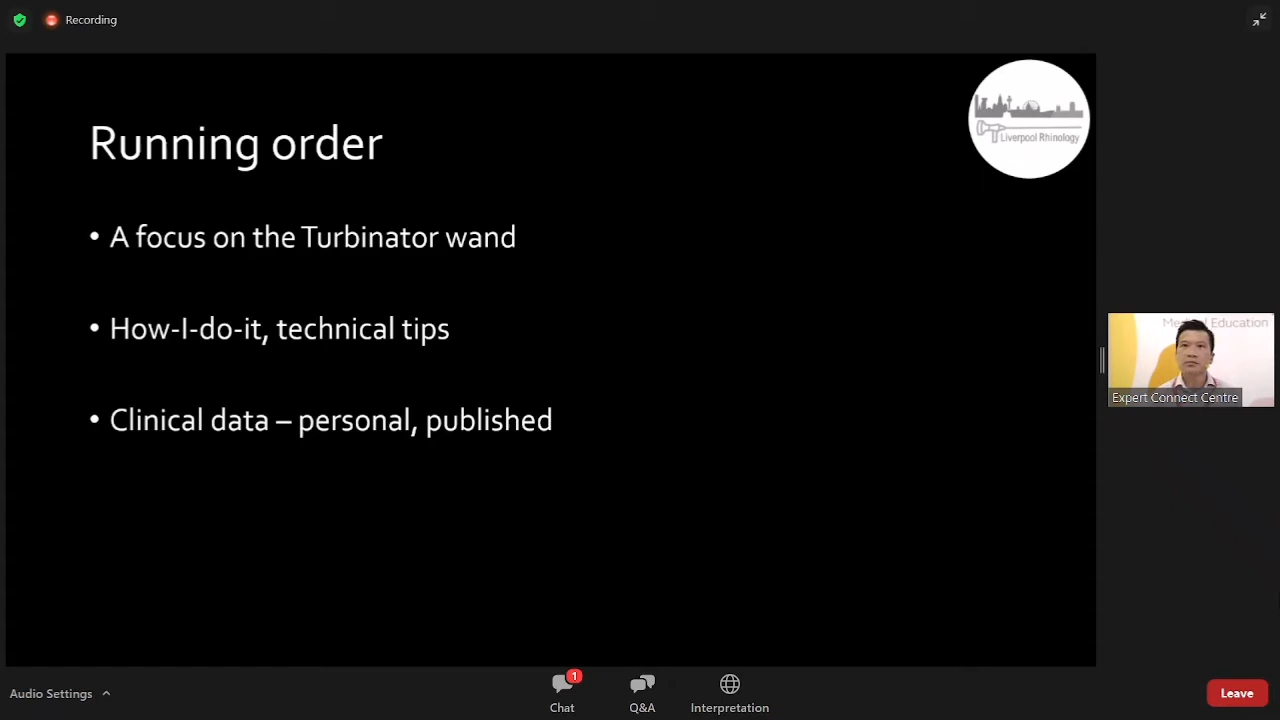 Recording
Running order
Liverpool Rhinology
• A focus on the Turbinator wand
• How-I-do-it, technical tips
• Clinical data – personal, published
Medical Education
Expert Connect Centre
Audio Settings
1
Chat
Q&A
Interpretation
Leave